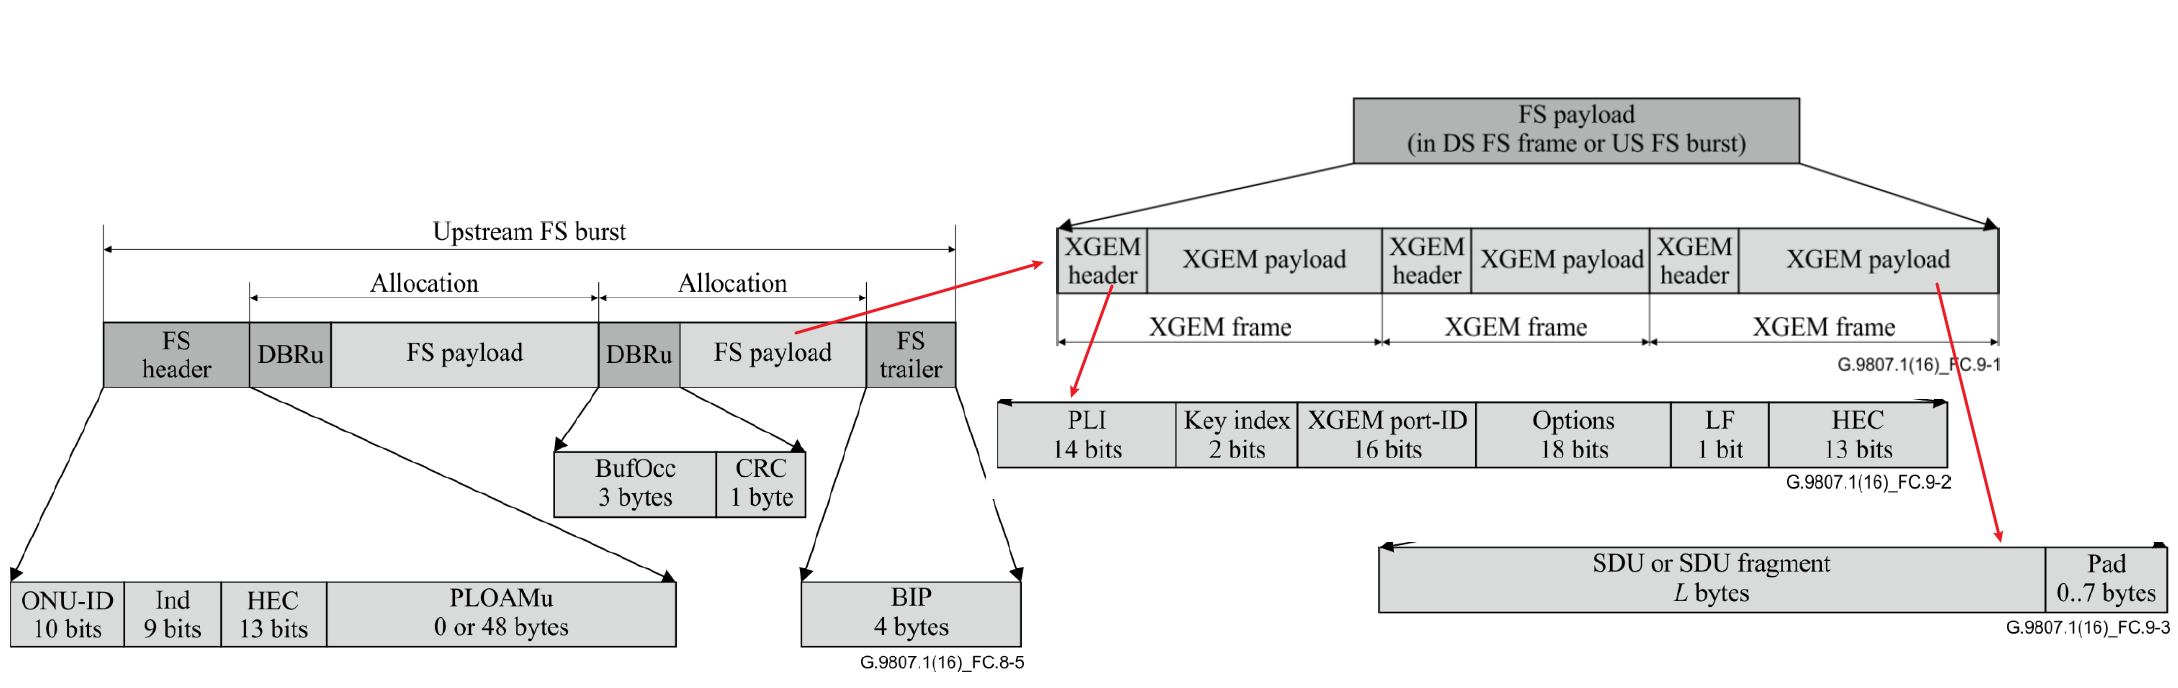 Upstream FS burst
Allocation
Allocation
FS
header
DBRu
FS payload
DBRu
FS payload
FS
trailer
BufOcc
3 bytes
CRC
1 byte
ONU-ID
10 bits
Ind
9 bits
HEC
13 bits
PLOAMu
0 or 48 bytes
BIP
4 bytes
G.9807.1(16)_FC.8-5
FS payload
(in DS FS frame or US FS burst)
XGEM
header
XGEM payload
XGEM
header
XGEM payload
XGEM
header
XGEM payload
XGEM frame
XGEM frame
XGEM frame
G.9807.1(16)_FC.9-1
PLI
14 bits
Key index
2 bits
XGEM port-ID
16 bits
Options
18 bits
LF
1 bit
HEC
13 bits
G.9807.1(16)_FC.9-2
SDU or SDU fragment
L bytes
Pad
0..7 bytes
G.9807.1(16)_FC.9-3